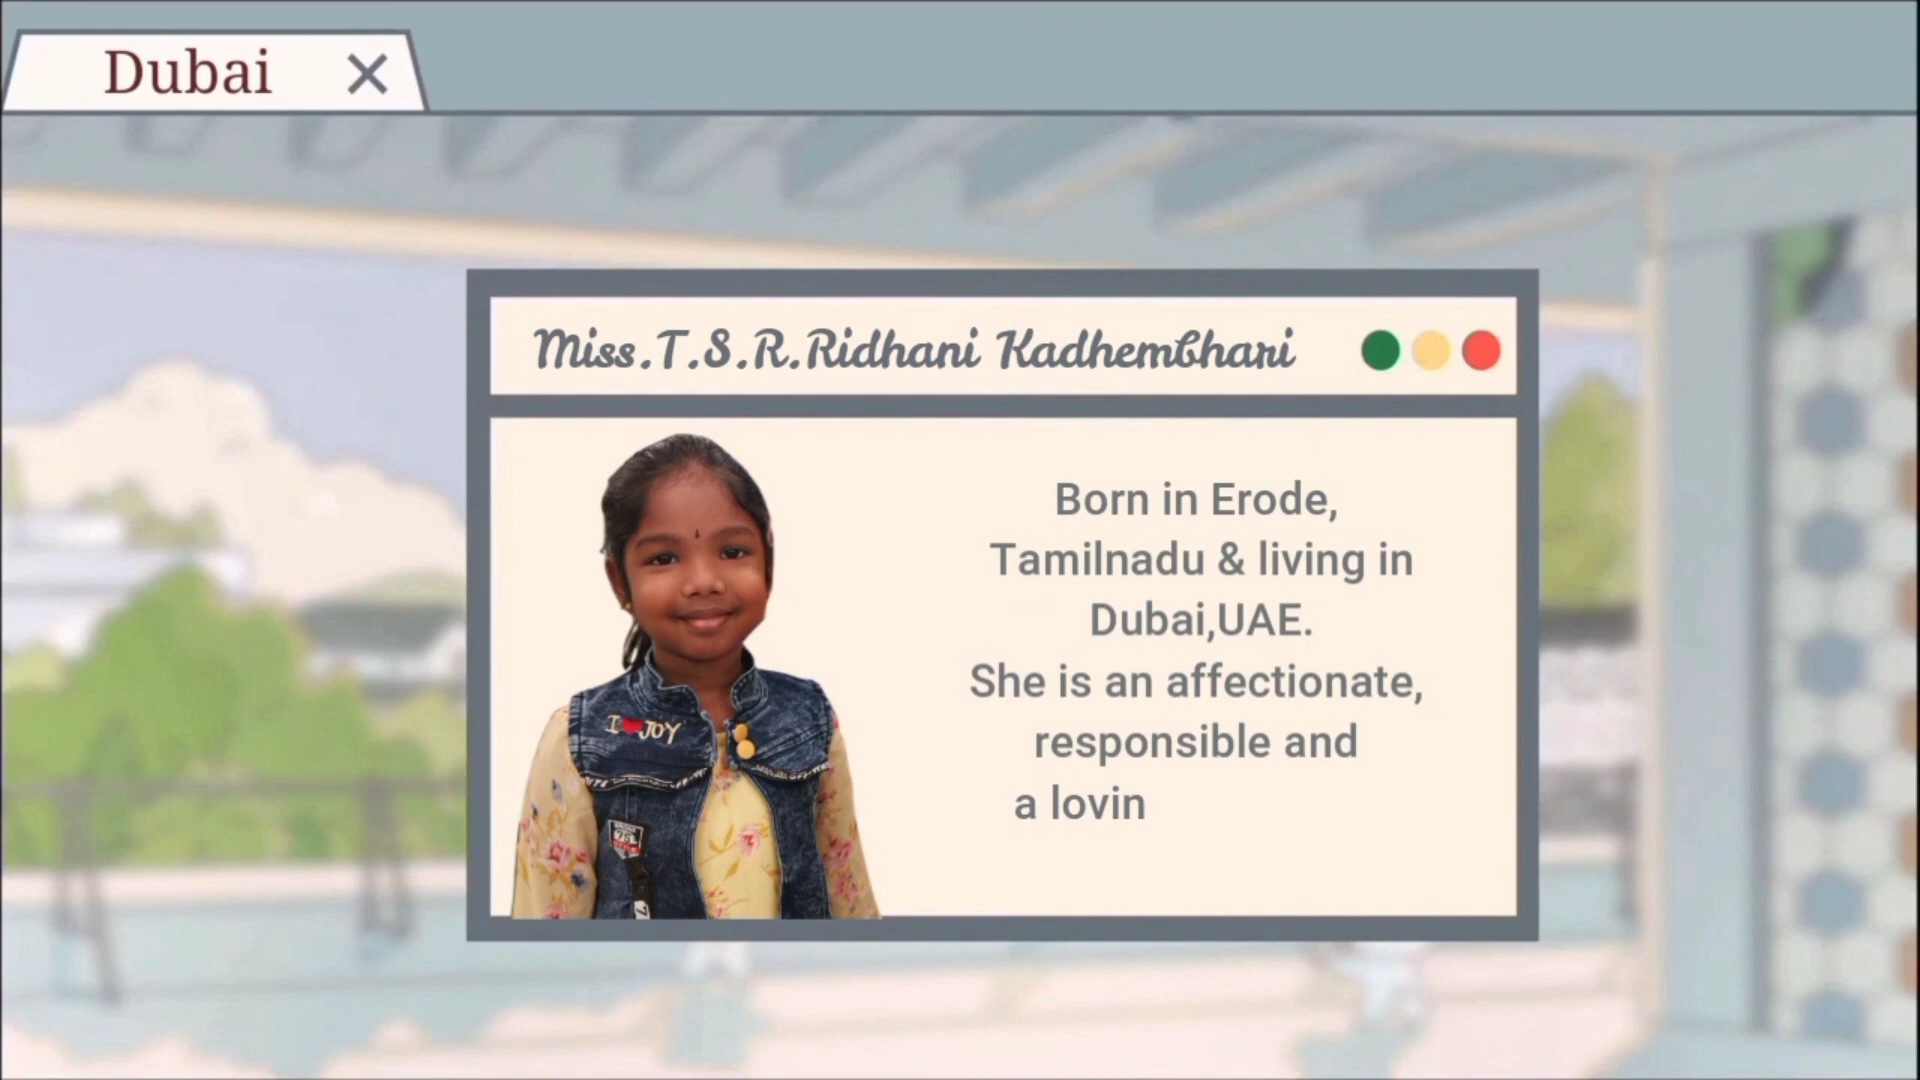 Dubai
Miss.T.S.R.Ridhani Kadhembhari
Born in Erode,
Tamilnadu & living in
Dubai,UAE.
She is an affectionate,
responsible and
a lovin
I ❤ JOY
75